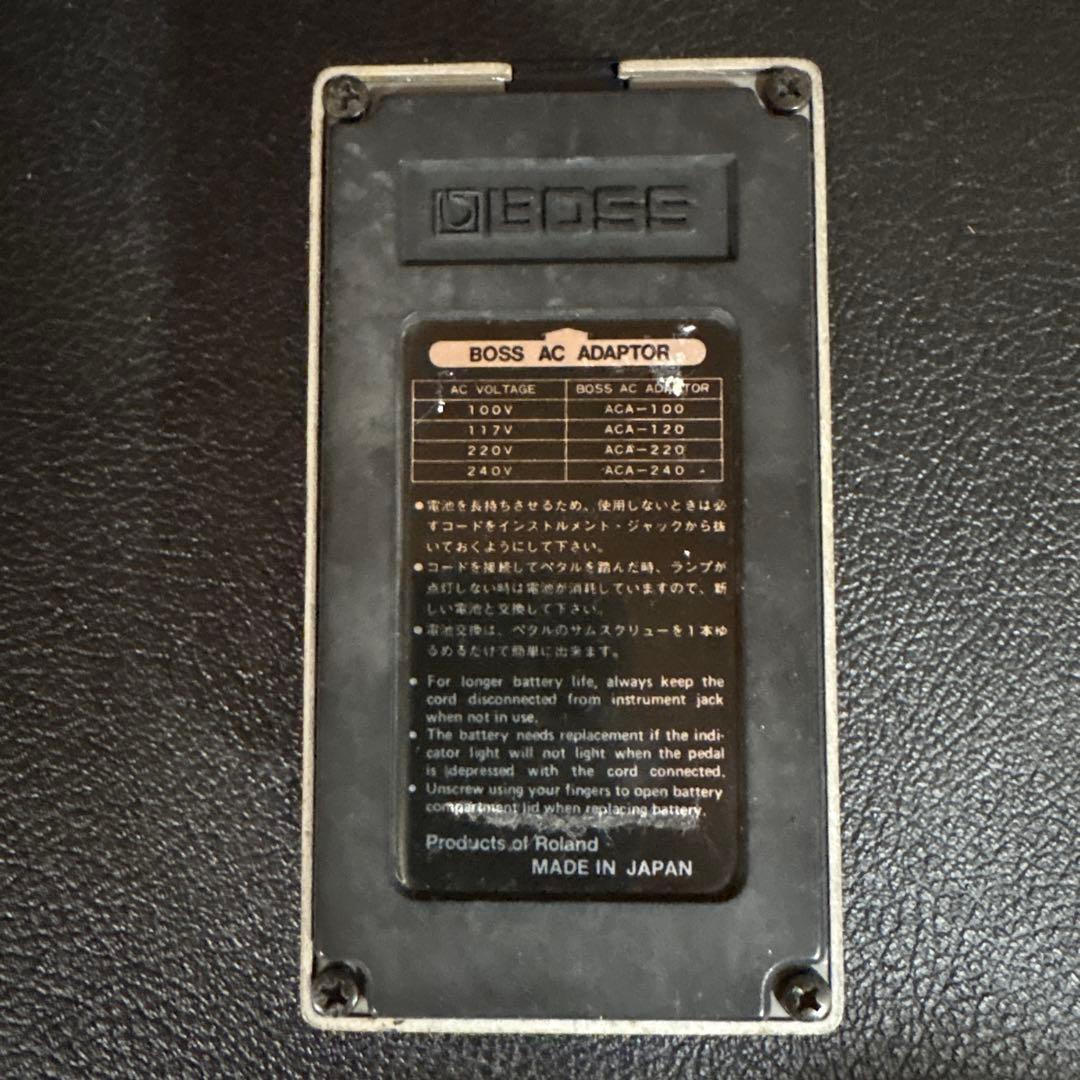 BOSS
BOSS AC ADAPTOR
AC VOLTAGE BOSS AC ADAPTOR
100V ACA-100
117V ACA-120
220V ACA-220
240V ACA-240
●電池を長持ちさせるため、使用しないときは必
ずコードをインストルメント・ジャックから抜
いておくようにして下さい。
●コードを接続してペタルを踏んだ時、ランプが
点灯しない時は電池が消耗していますので、新
しい電池と交換して下さい。
●電池交換は、ペタルのサムスクリューを1本ゆ
るめるだけで簡単に出来ます。
● For longer battery life, always keep the
cord disconnected from instrument jack
when not in use.
● The battery needs replacement if the indi-
cator light will not light when the pedal
is depressed with the cord connected.
● Unscrew using your fingers to open battery
compartment lid when replacing battery.
Products of Roland
MADE IN JAPAN